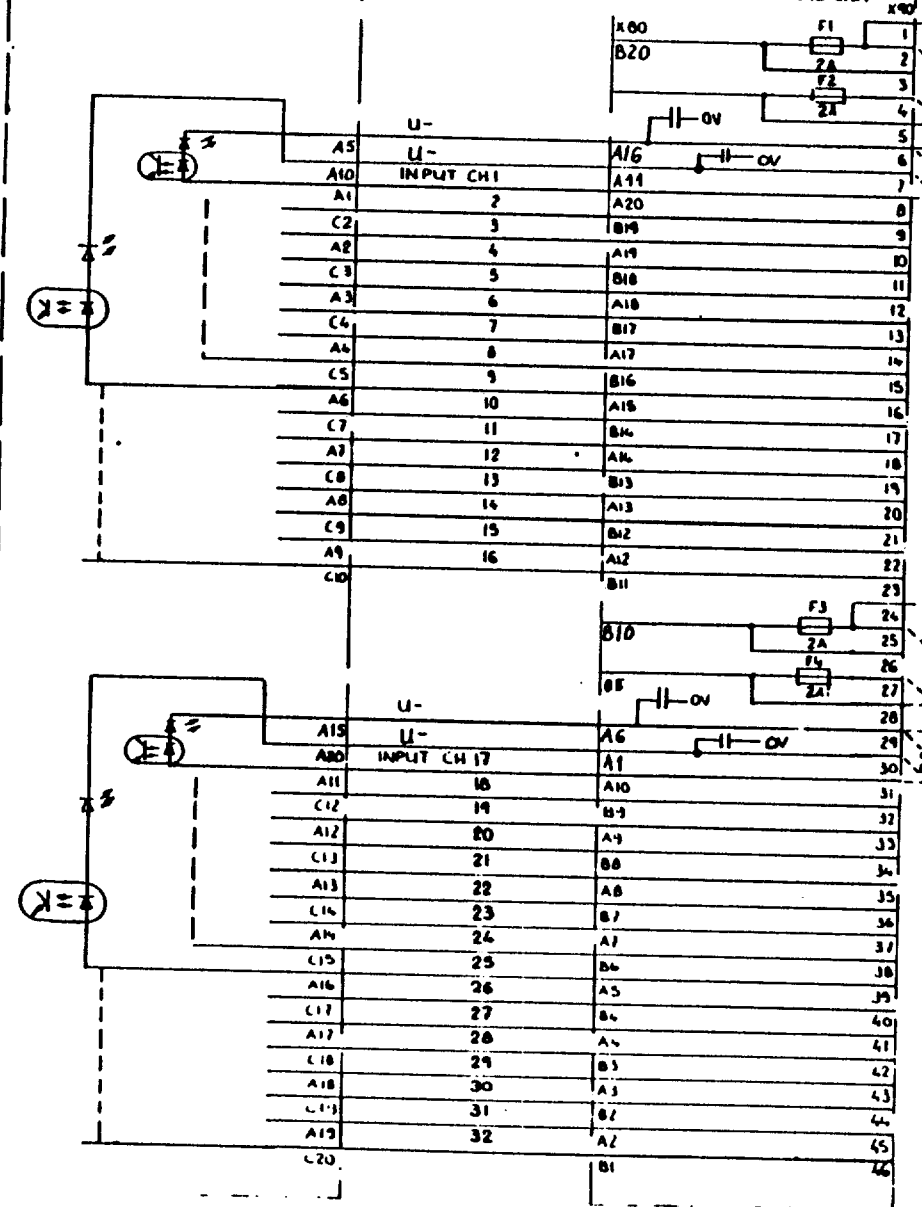 X90
X80 F1 1
B20 2
2A 3
F2 4
2A
U- 0V 5
A5 U- A16 0V 6
A10 INPUT CH1 A11 7
A1 2 A20 8
C2 3 B19 9
A2 4 A19 10
C3 5 B18 11
A3 6 A18 12
C4 7 B17 13
A4 8 A17 14
C5 9 B16 15
A6 10 A15 16
C7 11 B14 17
A7 12 A14 18
C8 13 B13 19
A8 14 A13 20
C9 15 B12 21
A9 16 A12 22
C10 B11 23
F3 24
B10 2A 25
F4 26
B5 2A 27
U- 0V 28
A15 U- A6 0V 29
A20 INPUT CH17 A1 30
A11 18 A10 31
C12 19 B9 32
A12 20 A9 33
C13 21 B8 34
A13 22 A8 35
C14 23 B7 36
A14 24 A7 37
C15 25 B6 38
A16 26 A5 39
C17 27 B4 40
A17 28 A4 41
C18 29 B3 42
A18 30 A3 43
C19 31 B2 44
A19 32 A2 45
C20 B1 46